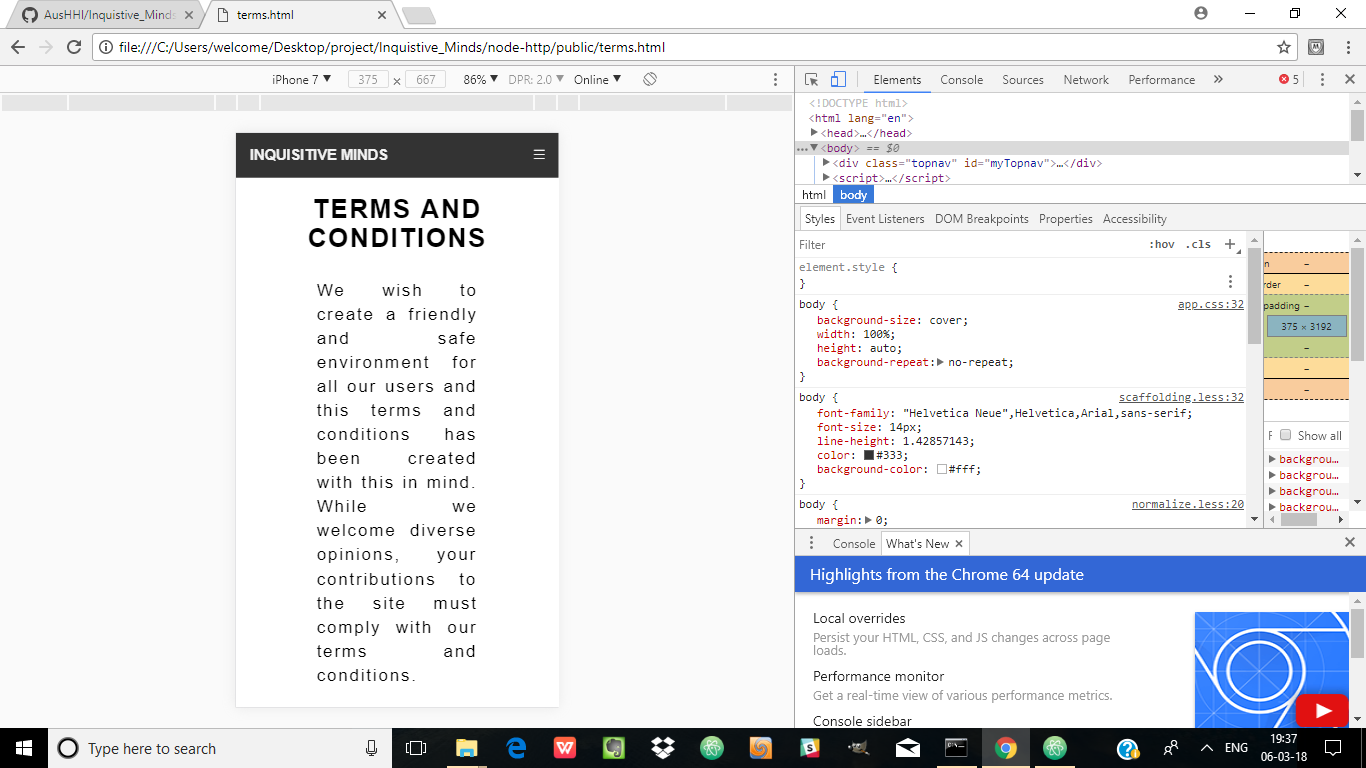 AusHHI/Inquistive_Minds
terms.html
file:///C:/Users/welcome/Desktop/project/Inquistive_Minds/node-http/public/terms.html
iPhone 7 ▼ 375 × 667 86% ▼ DPR: 2.0 ▼ Online ▼
Elements Console Sources Network Performance » 5
INQUISITIVE MINDS ☰
TERMS AND
CONDITIONS
We wish to
create a friendly
and safe
environment for
all our users and
this terms and
conditions has
been created
with this in mind.
While we
welcome diverse
opinions, your
contributions to
the site must
comply with our
terms and
conditions.
<!DOCTYPE html>
<html lang="en">
▶<head>…</head>
…▼<body> == $0
▶<div class="topnav" id="myTopnav">…</div>
▶<script>…</script>
html body
Styles Event Listeners DOM Breakpoints Properties Accessibility
Filter :hov .cls +
element.style {
}
body { app.css:32
background-size: cover;
width: 100%;
height: auto;
background-repeat:▶ no-repeat;
}
body { scaffolding.less:32
font-family: "Helvetica Neue",Helvetica,Arial,sans-serif;
font-size: 14px;
line-height: 1.42857143;
color: #333;
background-color: #fff;
}
body { normalize.less:20
margin:▶ 0;
n –
rder –
padding –
375 × 3192
–
–
–
F Show all
▶ backgrou…
▶ backgrou…
▶ backgrou…
▶ backgrou…
Console What's New ×
Highlights from the Chrome 64 update
Local overrides
Persist your HTML, CSS, and JS changes across page
loads.
Performance monitor
Get a real-time view of various performance metrics.
Console sidebar
Type here to search
ENG
19:37
06-03-18